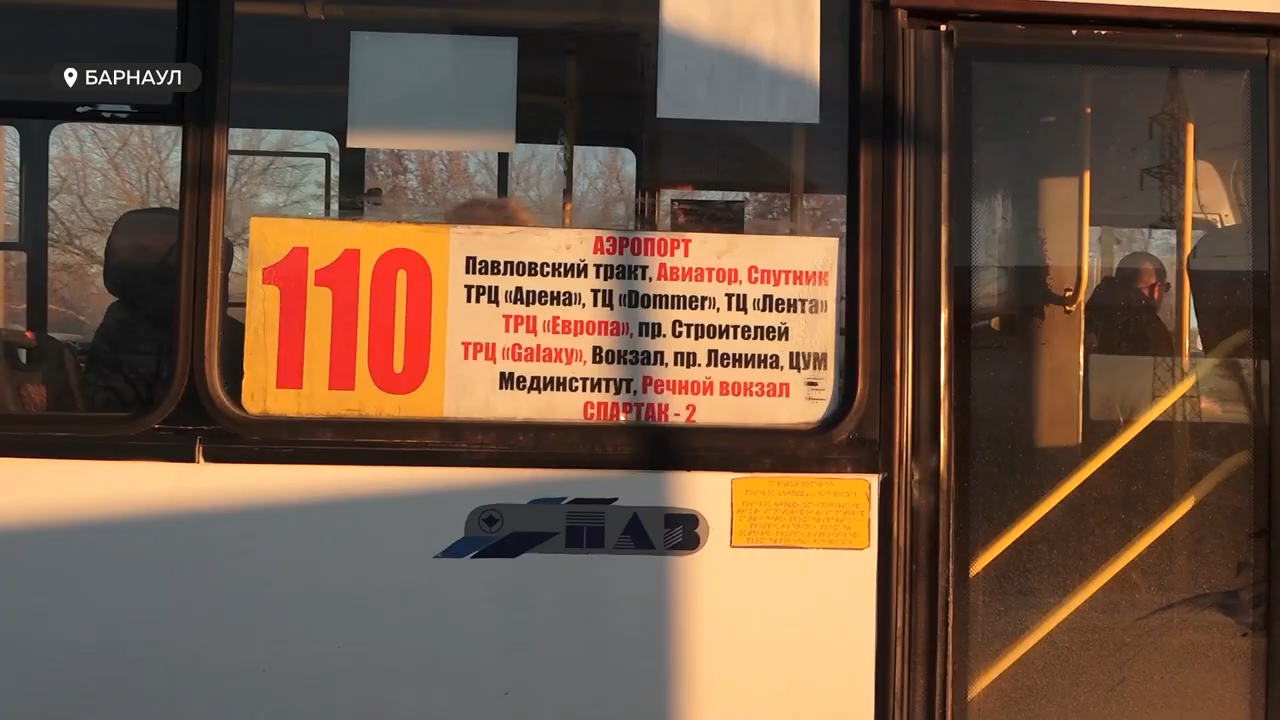 БАРНАУЛ
110
АЭРОПОРТ
Павловский тракт, Авиатор, Спутник
ТРЦ «Арена», ТЦ «Dommer», ТЦ «Лента»
ТРЦ «Европа», пр. Строителей
ТРЦ «Galaxy», Вокзал, пр. Ленина, ЦУМ
Мединститут, Речной вокзал
СПАРТАК - 2
ПАЗ